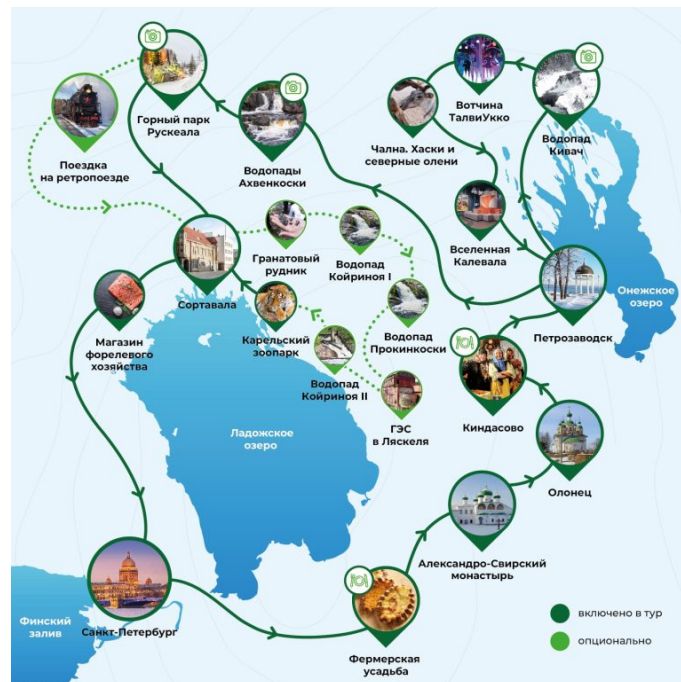 Горный парк
Рускеала
Поездка
на ретропоезде
Водопады
Ахвенкоски
Вотчина
ТалвиУкко
Чална. Хаски и
северные олени
Водопад
Кивач
Вселенная
Калевала
Гранатовый
рудник
Водопад
Койриноя I
Сортавала
Онежское
озеро
Петрозаводск
Магазин
форелевого
хозяйства
Карельский
зоопарк
Водопад
Прокинкоски
Водопад
Койриноя II
ГЭС
в Ляскеля
Киндасово
Ладожское
озеро
Олонец
Александро-Свирский
монастырь
Финский
залив
Санкт-Петербург
Фермерская
усадьба
включено в тур
опционально